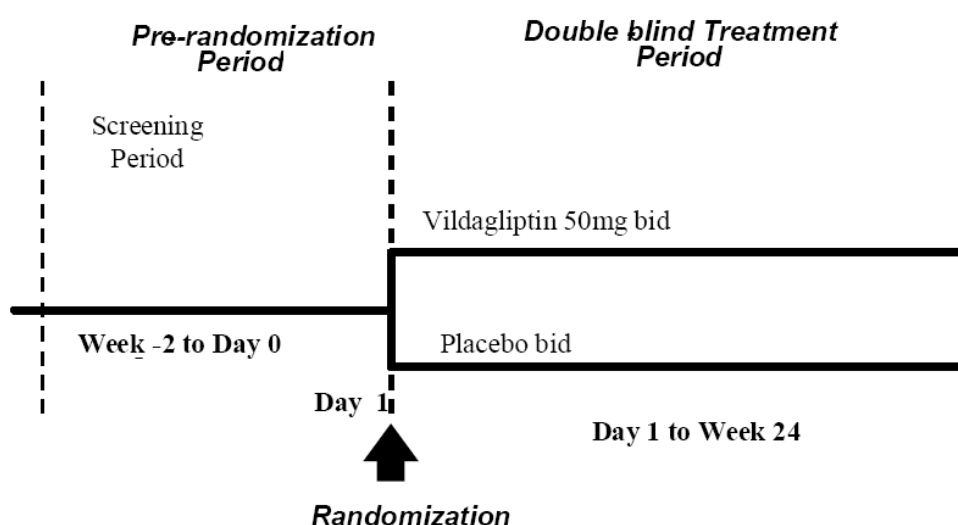 Pre-randomization
Period
Double blind Treatment
Period
Screening
Period
Vildagliptin 50mg bid
Week -2 to Day 0
Placebo bid
Day 1
Day 1 to Week 24
Randomization